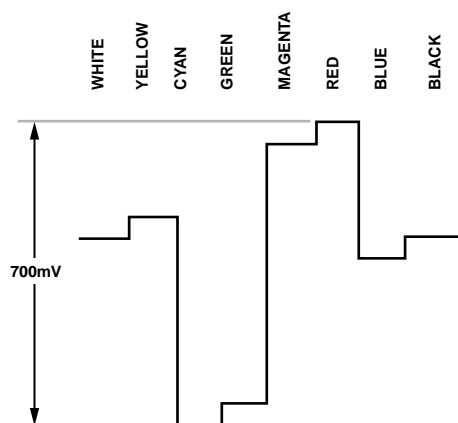 WHITE
YELLOW
CYAN
GREEN
MAGENTA
RED
BLUE
BLACK
700mV